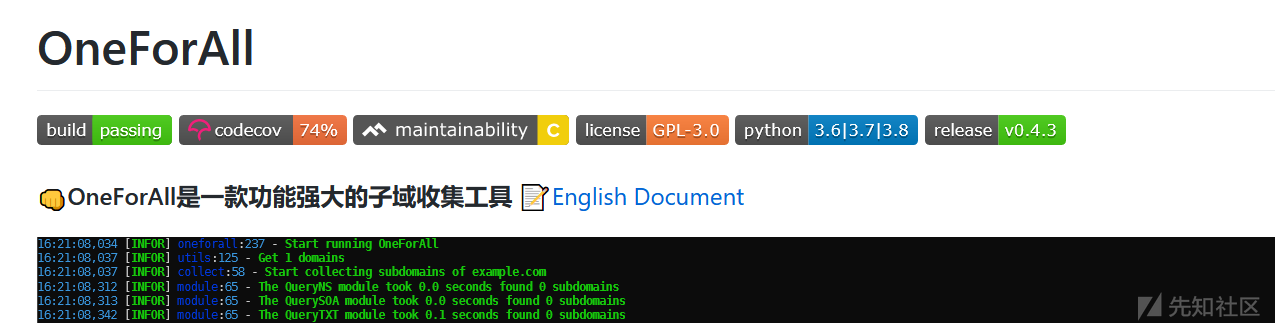 OneForAll
build passing codecov 74% maintainability C license GPL-3.0 python 3.6|3.7|3.8 release v0.4.3
👊OneForAll是一款功能强大的子域收集工具 📝English Document
16:21:08,034 [INFOR] oneforall:237 - Start running OneForAll
16:21:08,037 [INFOR] utils:125 - Get 1 domains
16:21:08,037 [INFOR] collect:58 - Start collecting subdomains of example.com
16:21:08,312 [INFOR] module:65 - The QueryNS module took 0.0 seconds found 0 subdomains
16:21:08,313 [INFOR] module:65 - The QuerySOA module took 0.0 seconds found 0 subdomains
16:21:08,342 [INFOR] module:65 - The QueryTXT module took 0.1 seconds found 0 subdomains
先知社区